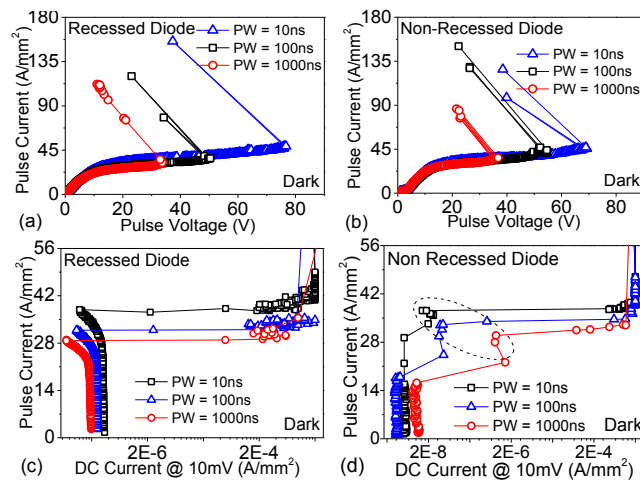 Recessed Diode
PW = 10ns
PW = 100ns
PW = 1000ns
Dark
(a)
Pulse Current (A/mm²)
180
135
90
45
0
0 20 40 60 80
Pulse Voltage (V)
Non-Recessed Diode
PW = 10ns
PW = 100ns
PW = 1000ns
Dark
(b)
Pulse Current (A/mm²)
180
135
90
45
0
0 20 40 60 80
Pulse Voltage (V)
Recessed Diode
PW = 10ns
PW = 100ns
PW = 1000ns
Dark
(c)
Pulse Current (A/mm²)
56
42
28
14
0
2E-6 2E-4
DC Current @ 10mV (A/mm²)
Non Recessed Diode
PW = 10ns
PW = 100ns
PW = 1000ns
Dark
(d)
Pulse Current (A/mm²)
56
42
28
14
0
2E-8 2E-6 2E-4
DC Current @ 10mV (A/mm²)